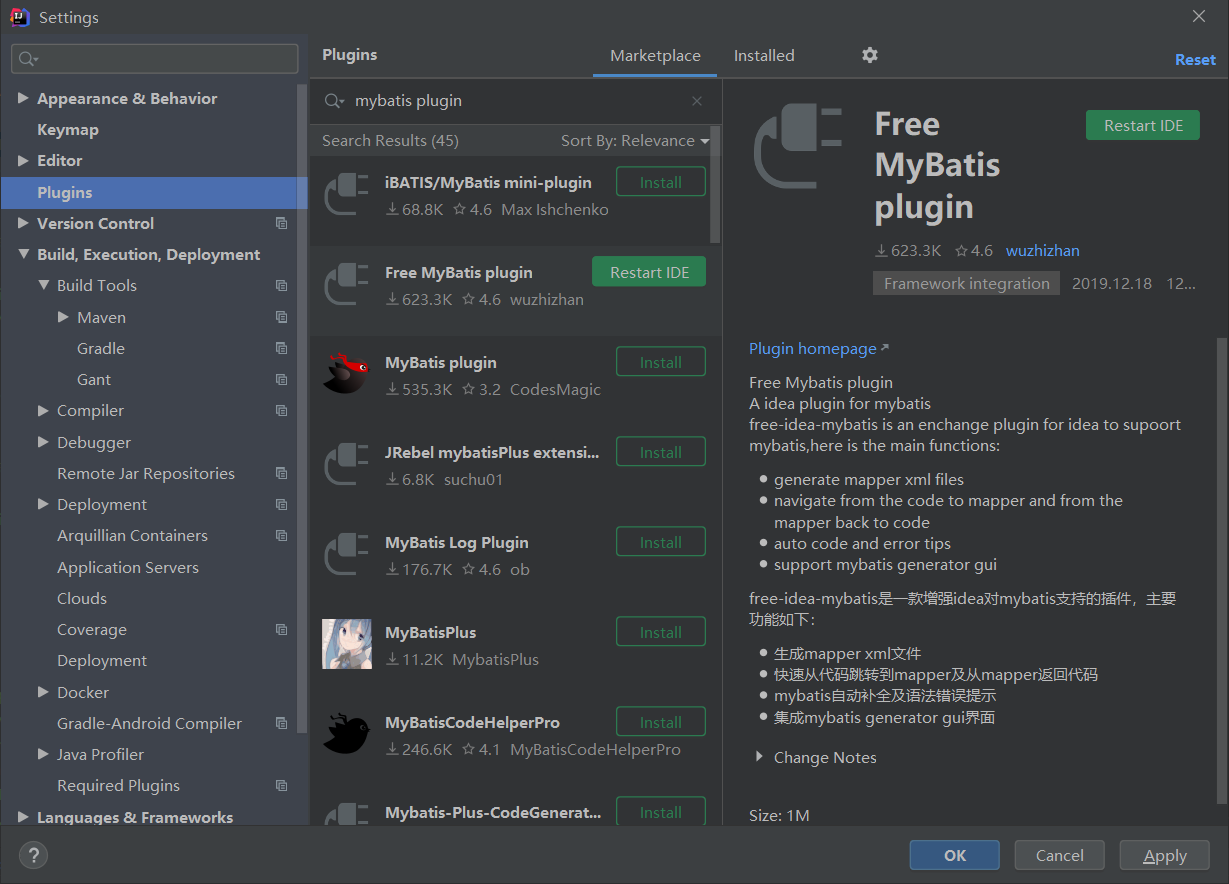 Settings
Appearance & Behavior
Keymap
Editor
Plugins
Version Control
Build, Execution, Deployment
Build Tools
Maven
Gradle
Gant
Compiler
Debugger
Remote Jar Repositories
Deployment
Arquillian Containers
Application Servers
Clouds
Coverage
Deployment
Docker
Gradle-Android Compiler
Java Profiler
Required Plugins
Languages & Frameworks
Plugins
Marketplace
Installed
Reset
mybatis plugin
Search Results (45)
Sort By: Relevance
iBATIS/MyBatis mini-plugin
Install
68.8K 4.6 Max Ishchenko
Free MyBatis plugin
Restart IDE
623.3K 4.6 wuzhizhan
MyBatis plugin
Install
535.3K 3.2 CodesMagic
JRebel mybatisPlus extensi...
Install
6.8K suchu01
MyBatis Log Plugin
Install
176.7K 4.6 ob
MyBatisPlus
Install
11.2K MybatisPlus
MyBatisCodeHelperPro
Install
246.6K 4.1 MyBatisCodeHelperPro
Mybatis-Plus-CodeGenerat...
Install
Free
MyBatis
plugin
Restart IDE
623.3K 4.6 wuzhizhan
Framework integration 2019.12.18 12...
Plugin homepage
Free Mybatis plugin
A idea plugin for mybatis
free-idea-mybatis is an enchange plugin for idea to supoort
mybatis,here is the main functions:
generate mapper xml files
navigate from the code to mapper and from the
mapper back to code
auto code and error tips
support mybatis generator gui
free-idea-mybatis是一款增强idea对mybatis支持的插件，主要
功能如下：
生成mapper xml文件
快速从代码跳转到mapper及从mapper返回代码
mybatis自动补全及语法错误提示
集成mybatis generator gui界面
Change Notes
Size: 1M
?
OK
Cancel
Apply